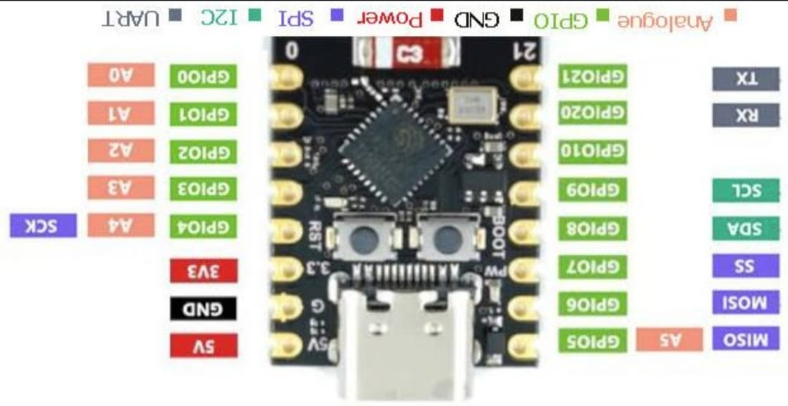 MISO A5 GPIO5 5V 5V
MOSI GPIO6 G GND
SS GPIO7 PW 3.3 3V3
SDA GPIO8 BOOT RST GPIO4 A4 SCK
SCL GPIO9 GPIO3 A3
GPIO10 GPIO2 A2
RX GPIO20 GPIO1 A1
TX GPIO21 21 C3 0 GPIO0 A0
Analogue GPIO GND Power SPI I2C UART